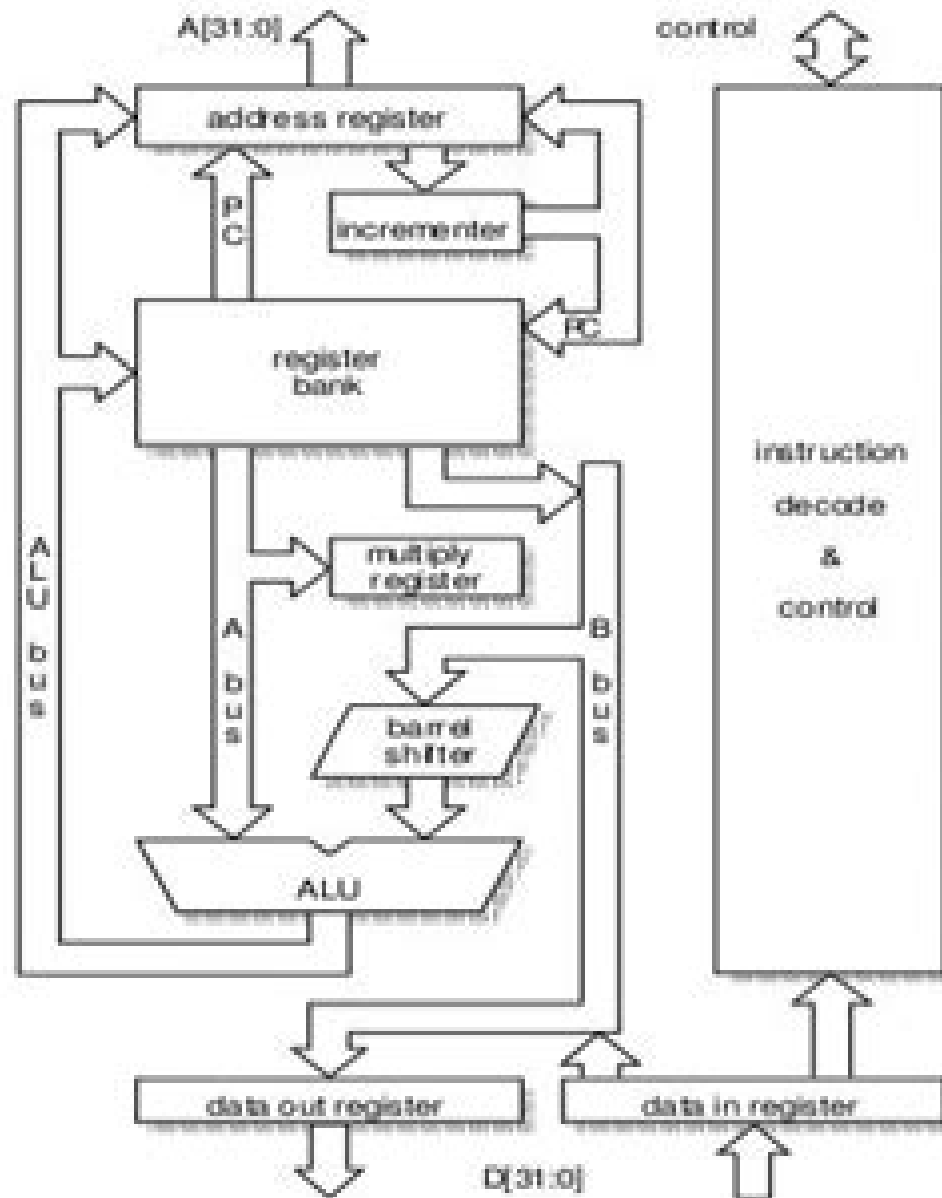 A[31:0]
control
address register
P
C
incrementer
PC
register
bank
instruction
decode
&
control
multiply
register
A
L
U
b
u
s
A
b
u
s
B
b
u
s
barrel
shifter
ALU
data out register
data in register
D[31:0]